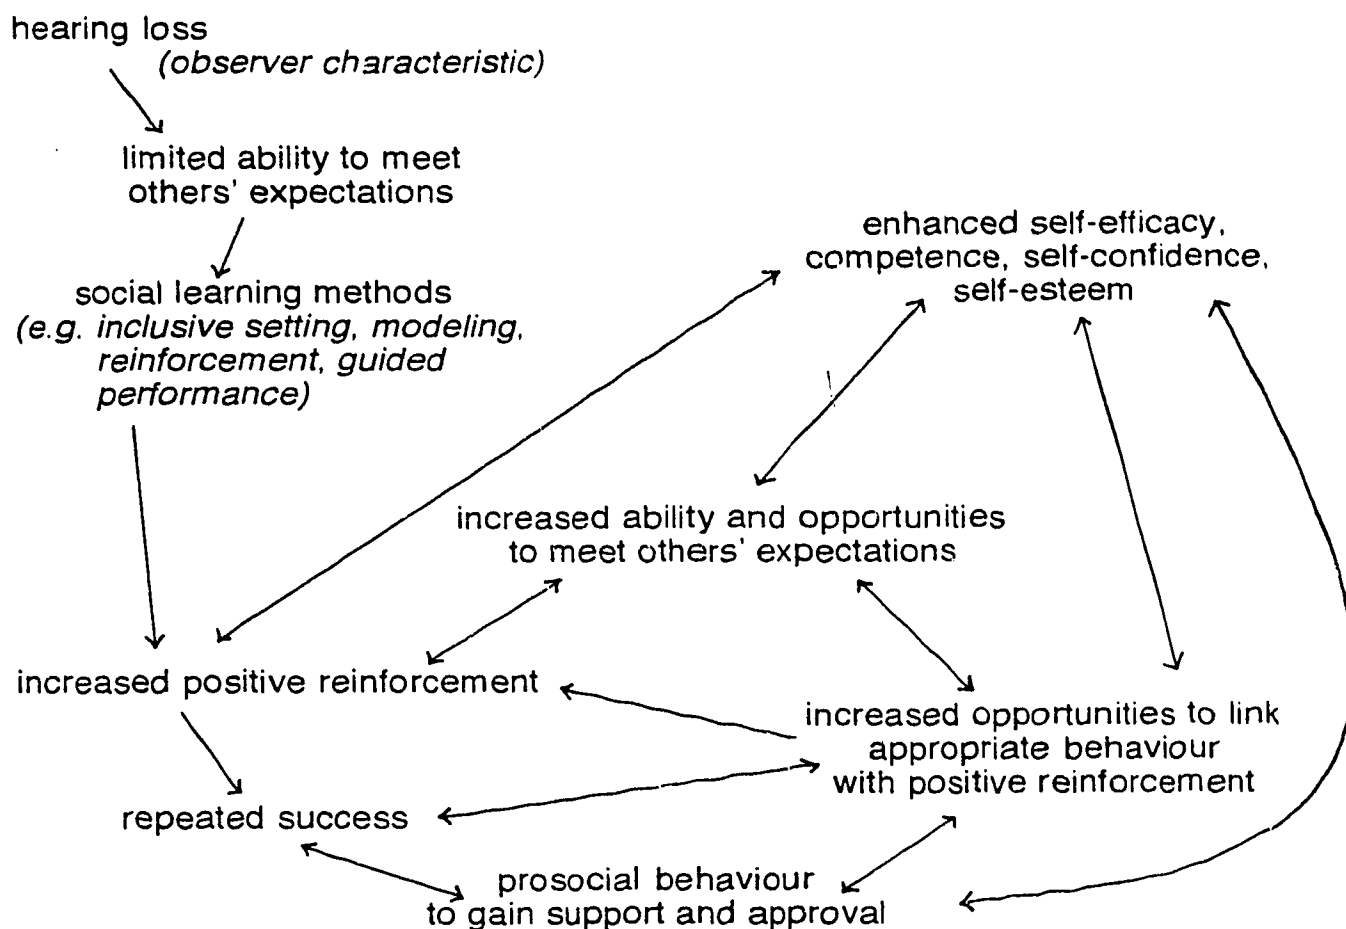 hearing loss
(observer characteristic)
limited ability to meet
others' expectations
social learning methods
(e.g. inclusive setting, modeling,
reinforcement, guided
performance)
enhanced self-efficacy,
competence, self-confidence,
self-esteem
increased ability and opportunities
to meet others' expectations
increased positive reinforcement
increased opportunities to link
appropriate behaviour
with positive reinforcement
repeated success
prosocial behaviour
to gain support and approval